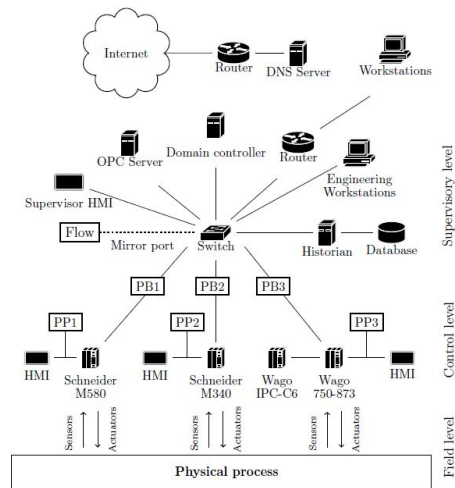 Internet
Router
DNS Server
Workstations
OPC Server
Domain controller
Router
Engineering
Workstations
Supervisor HMI
Flow
Mirror port
Switch
Historian
Database
Supervisory level
PB1
PB2
PB3
PP1
PP2
PP3
HMI
Schneider
M580
HMI
Schneider
M340
Wago
IPC-C6
Wago
750-873
HMI
Control level
Sensors
Actuators
Sensors
Actuators
Sensors
Actuators
Physical process
Field level